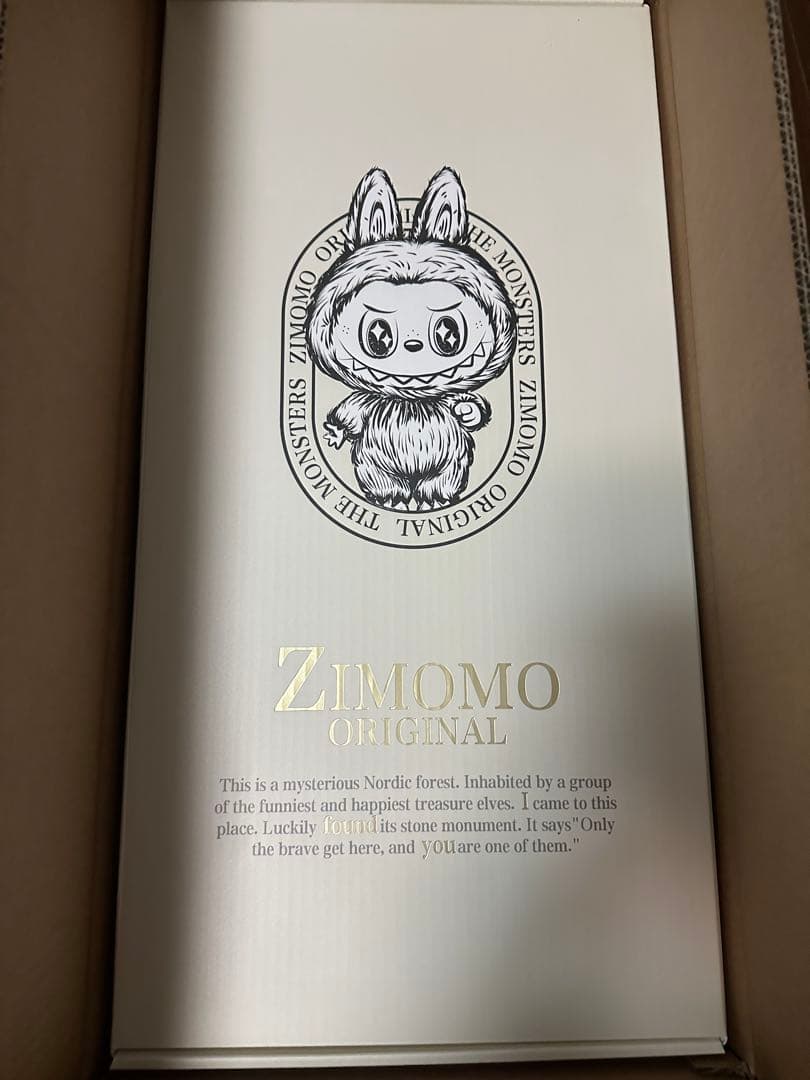 ZIMOMO ORI
THE MONSTERS ZIMOMO ORIGINAL THE MONSTERS
ZIMOMO
ORIGINAL
This is a mysterious Nordic forest. Inhabited by a group
of the funniest and happiest treasure elves. I came to this
place. Luckily found its stone monument. It says"Only
the brave get here, and you are one of them."